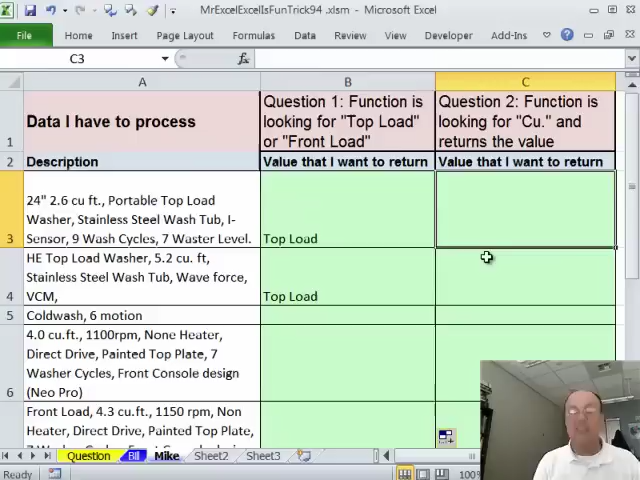 MrExcelExcelIsFunTrick94 .xlsm - Microsoft Excel
File Home Insert Page Layout Formulas Data Review View Developer Add-Ins
C3 fx
A B C
1 Data I have to process
Question 1: Function is
looking for "Top Load"
or "Front Load"
Question 2: Function is
looking for "Cu." and
returns the value
2 Description Value that I want to return Value that I want to return
24" 2.6 cu ft., Portable Top Load
Washer, Stainless Steel Wash Tub, I-
3 Sensor, 9 Wash Cycles, 7 Waster Level. Top Load
HE Top Load Washer, 5.2 cu. ft,
Stainless Steel Wash Tub, Wave force,
4 VCM, Top Load
5 Coldwash, 6 motion
4.0 cu.ft., 1100rpm, None Heater,
Direct Drive, Painted Top Plate, 7
Washer Cycles, Front Console design
6 (Neo Pro)
Front Load, 4.3 cu.ft., 1150 rpm, Non
Heater, Direct Drive, Painted Top Plate,
Question Bill Mike Sheet2 Sheet3
Ready 100%